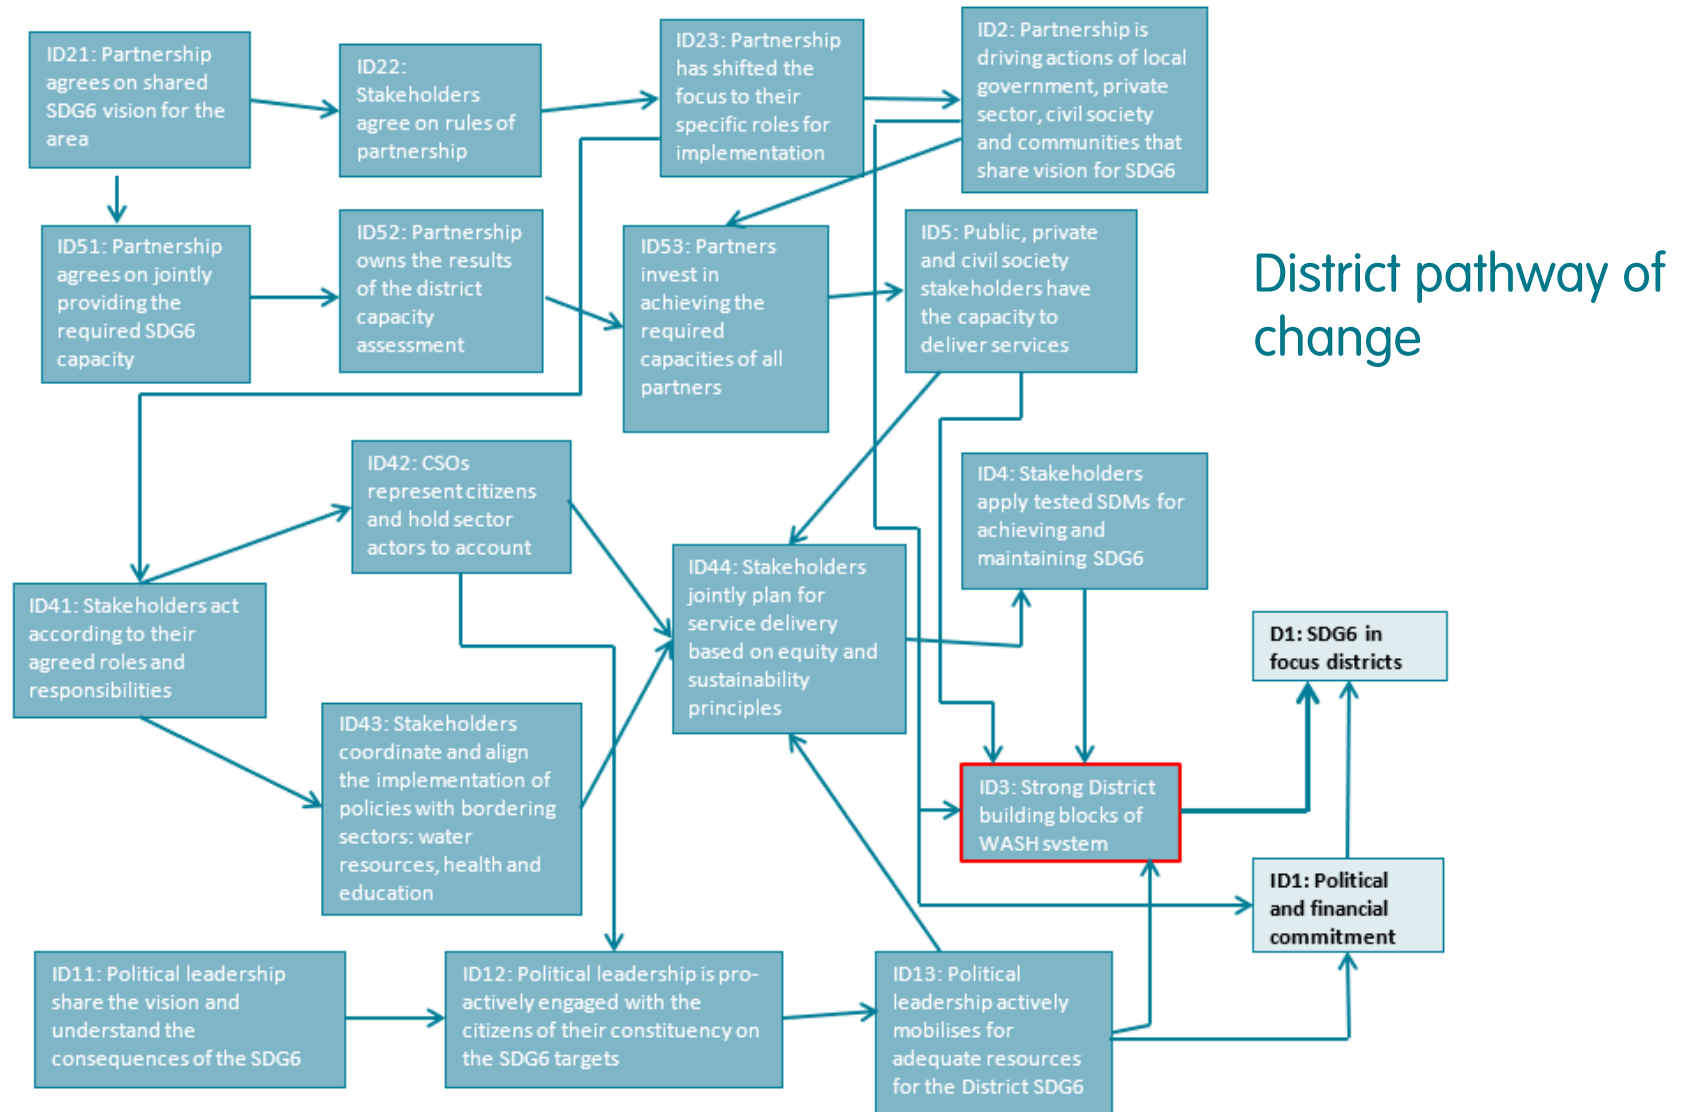 ID21: Partnership
agrees on shared
SDG6 vision for the
area
ID22:
Stakeholders
agree on rules of
partnership
ID23: Partnership
has shifted the
focus to their
specific roles for
implementation
ID2: Partnership is
driving actions of local
government, private
sector, civil society
and communities that
share vision for SDG6
ID51: Partnership
agrees on jointly
providing the
required SDG6
capacity
ID52: Partnership
owns the results
of the district
capacity
assessment
ID53: Partners
invest in
achieving the
required
capacities of all
partners
ID5: Public, private
and civil society
stakeholders have
the capacity to
deliver services
District pathway of
change
ID42: CSOs
represent citizens
and hold sector
actors to account
ID4: Stakeholders
apply tested SDMs for
achieving and
maintaining SDG6
ID44: Stakeholders
jointly plan for
service delivery
based on equity and
sustainability
principles
ID41: Stakeholders act
according to their
agreed roles and
responsibilities
D1: SDG6 in
focus districts
ID43: Stakeholders
coordinate and align
the implementation of
policies with bordering
sectors: water
resources, health and
education
ID3: Strong District
building blocks of
WASH system
ID1: Political
and financial
commitment
ID11: Political leadership
share the vision and
understand the
consequences of the SDG6
ID12: Political leadership is pro-
actively engaged with the
citizens of their constituency on
the SDG6 targets
ID13: Political
leadership actively
mobilises for
adequate resources
for the District SDG6